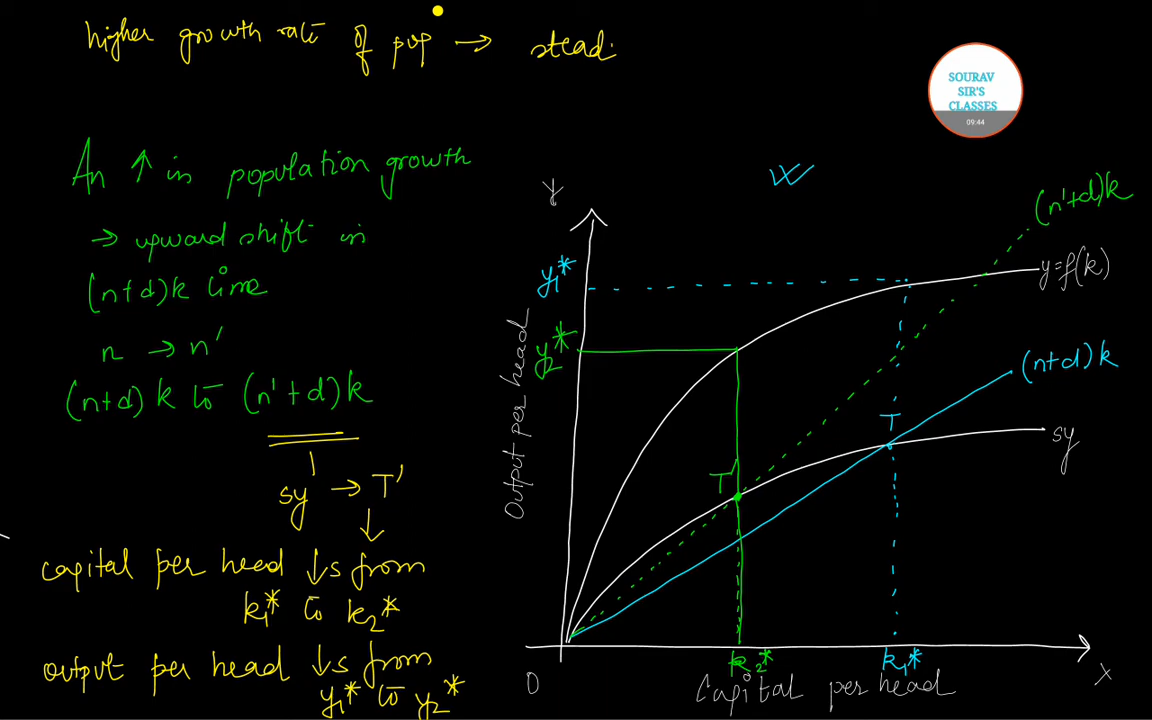 higher growth rate of pop → stead
SOURAV
SIR'S
CLASSES
09:44
An ↑ in population growth
→ upward shift in
(n+d)k line
n → n'
(n+d)k to (n'+d)k
sy → T'
↓
capital per head ↓s from
k1* to k2*
output per head ↓s from
y1* to y2*
Y
(n'+d)k
y=f(k)
y1*
y2*
Output per head
(n+d)k
T
sy
T'
k2*
k1*
O
Capital per head
X